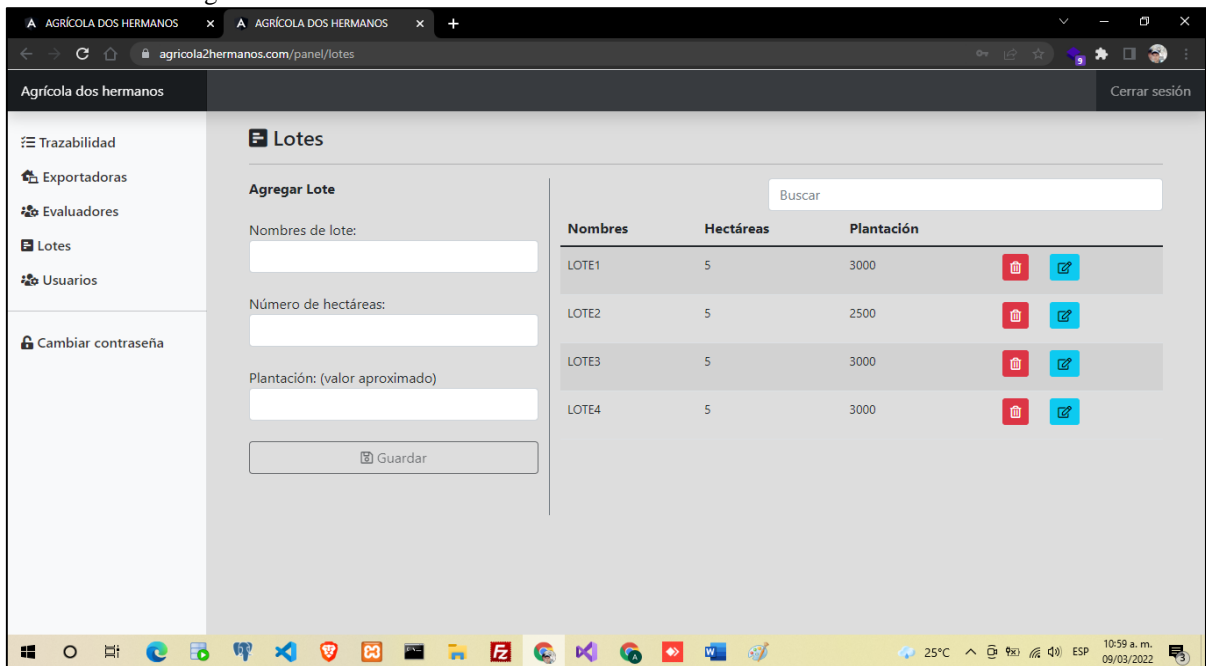 AGRÍCOLA DOS HERMANOS
AGRÍCOLA DOS HERMANOS
agricola2hermanos.com/panel/lotes
9
Agrícola dos hermanos
Cerrar sesión
Trazabilidad
Exportadoras
Evaluadores
Lotes
Usuarios
Cambiar contraseña
Lotes
Agregar Lote
Nombres de lote:
Número de hectáreas:
Plantación: (valor aproximado)
Guardar
Buscar
Nombres Hectáreas Plantación
LOTE1 5 3000
LOTE2 5 2500
LOTE3 5 3000
LOTE4 5 3000
25°C ESP 10:59 a. m.
09/03/2022
3